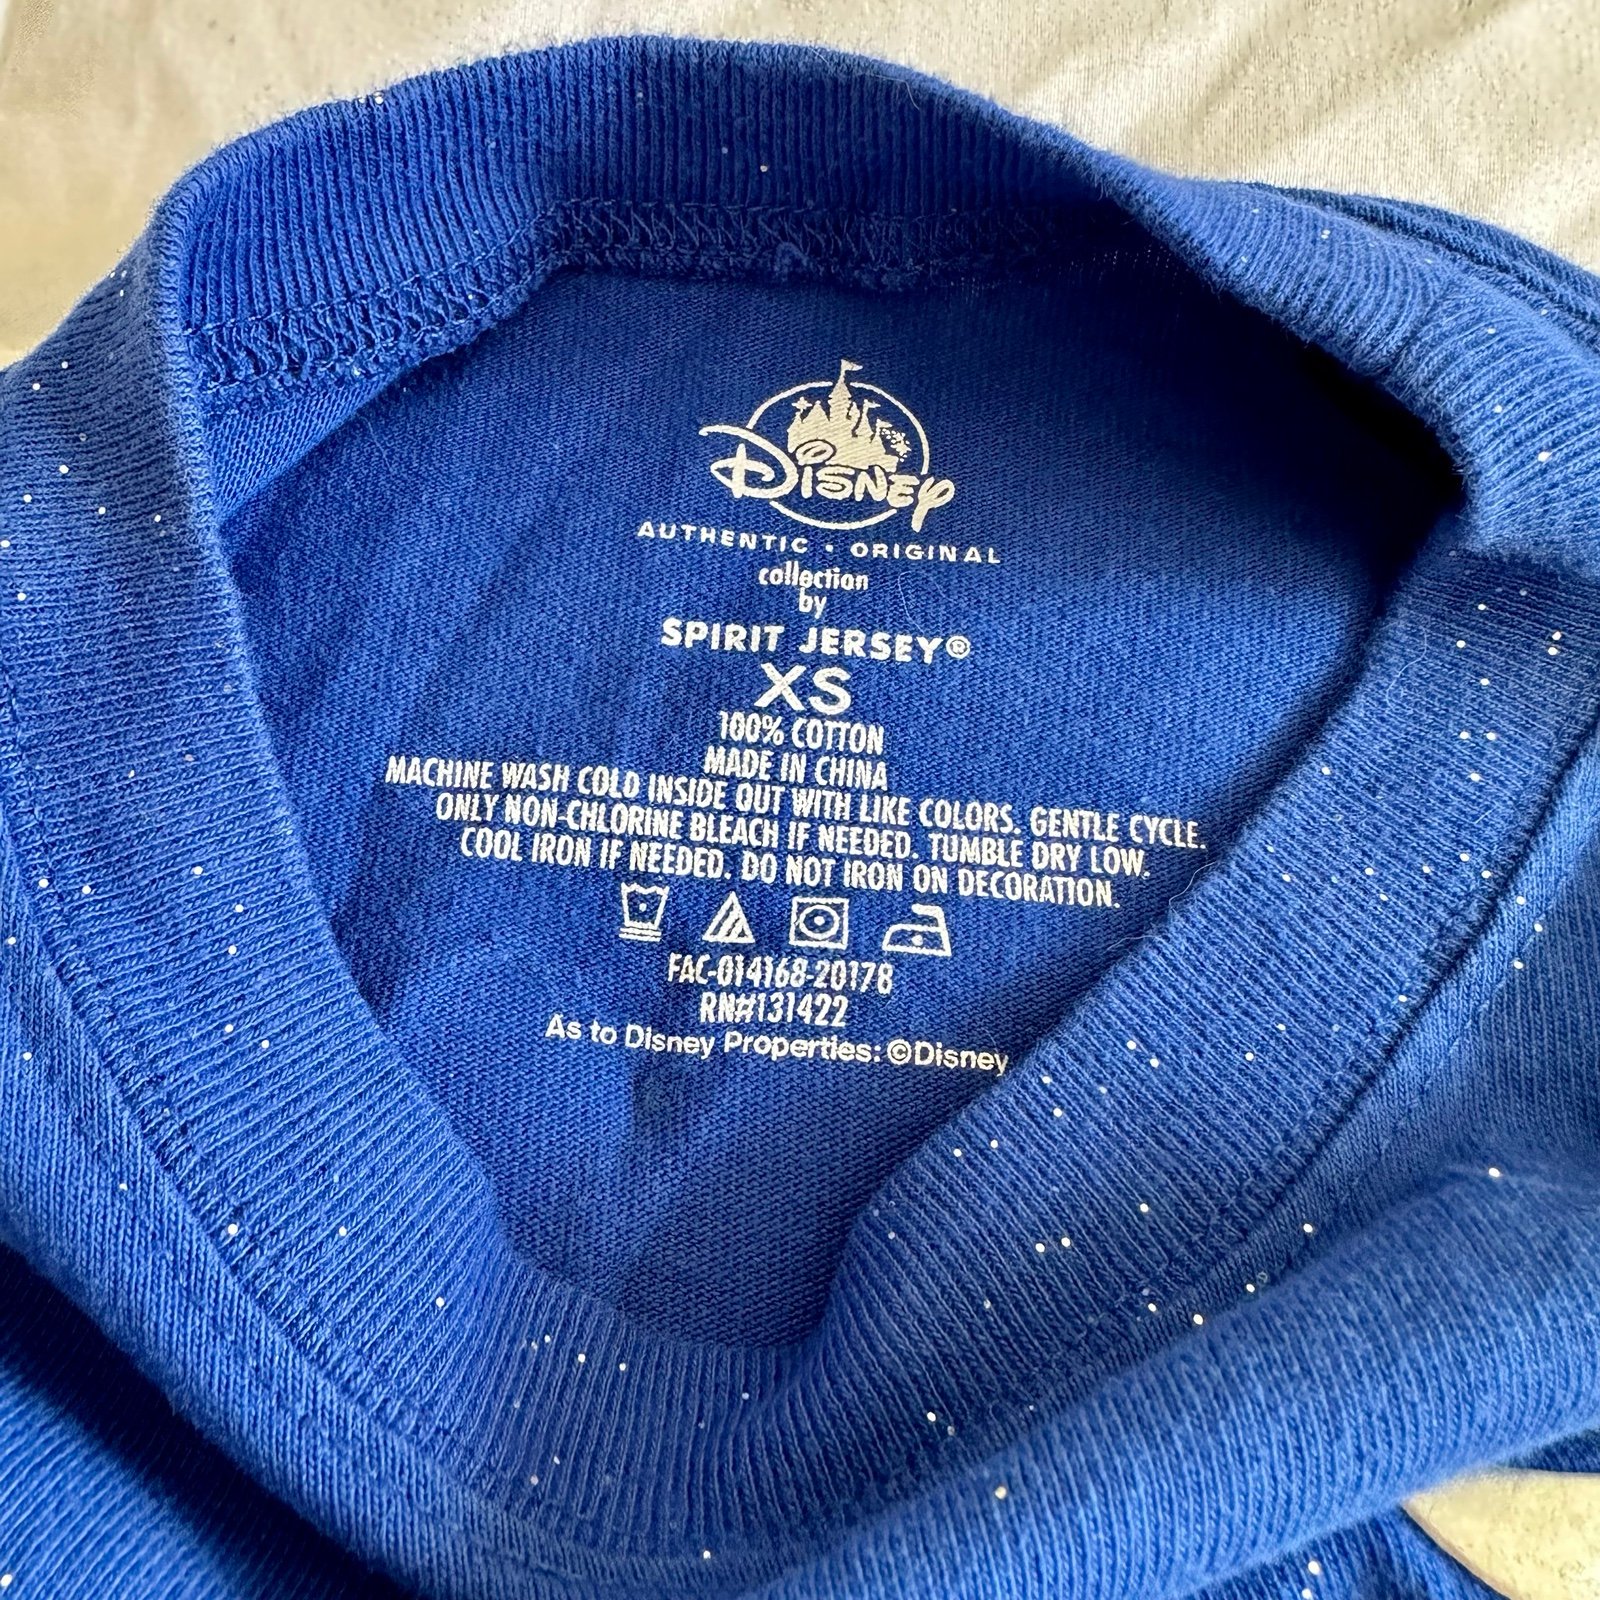 Disney
AUTHENTIC • ORIGINAL
collection
by
SPIRIT JERSEY®
XS
100% COTTON
MADE IN CHINA
MACHINE WASH COLD INSIDE OUT WITH LIKE COLORS. GENTLE CYCLE.
ONLY NON-CHLORINE BLEACH IF NEEDED. TUMBLE DRY LOW.
COOL IRON IF NEEDED. DO NOT IRON ON DECORATION.
FAC-014168-20178
RN#131422
As to Disney Properties: ©Disney